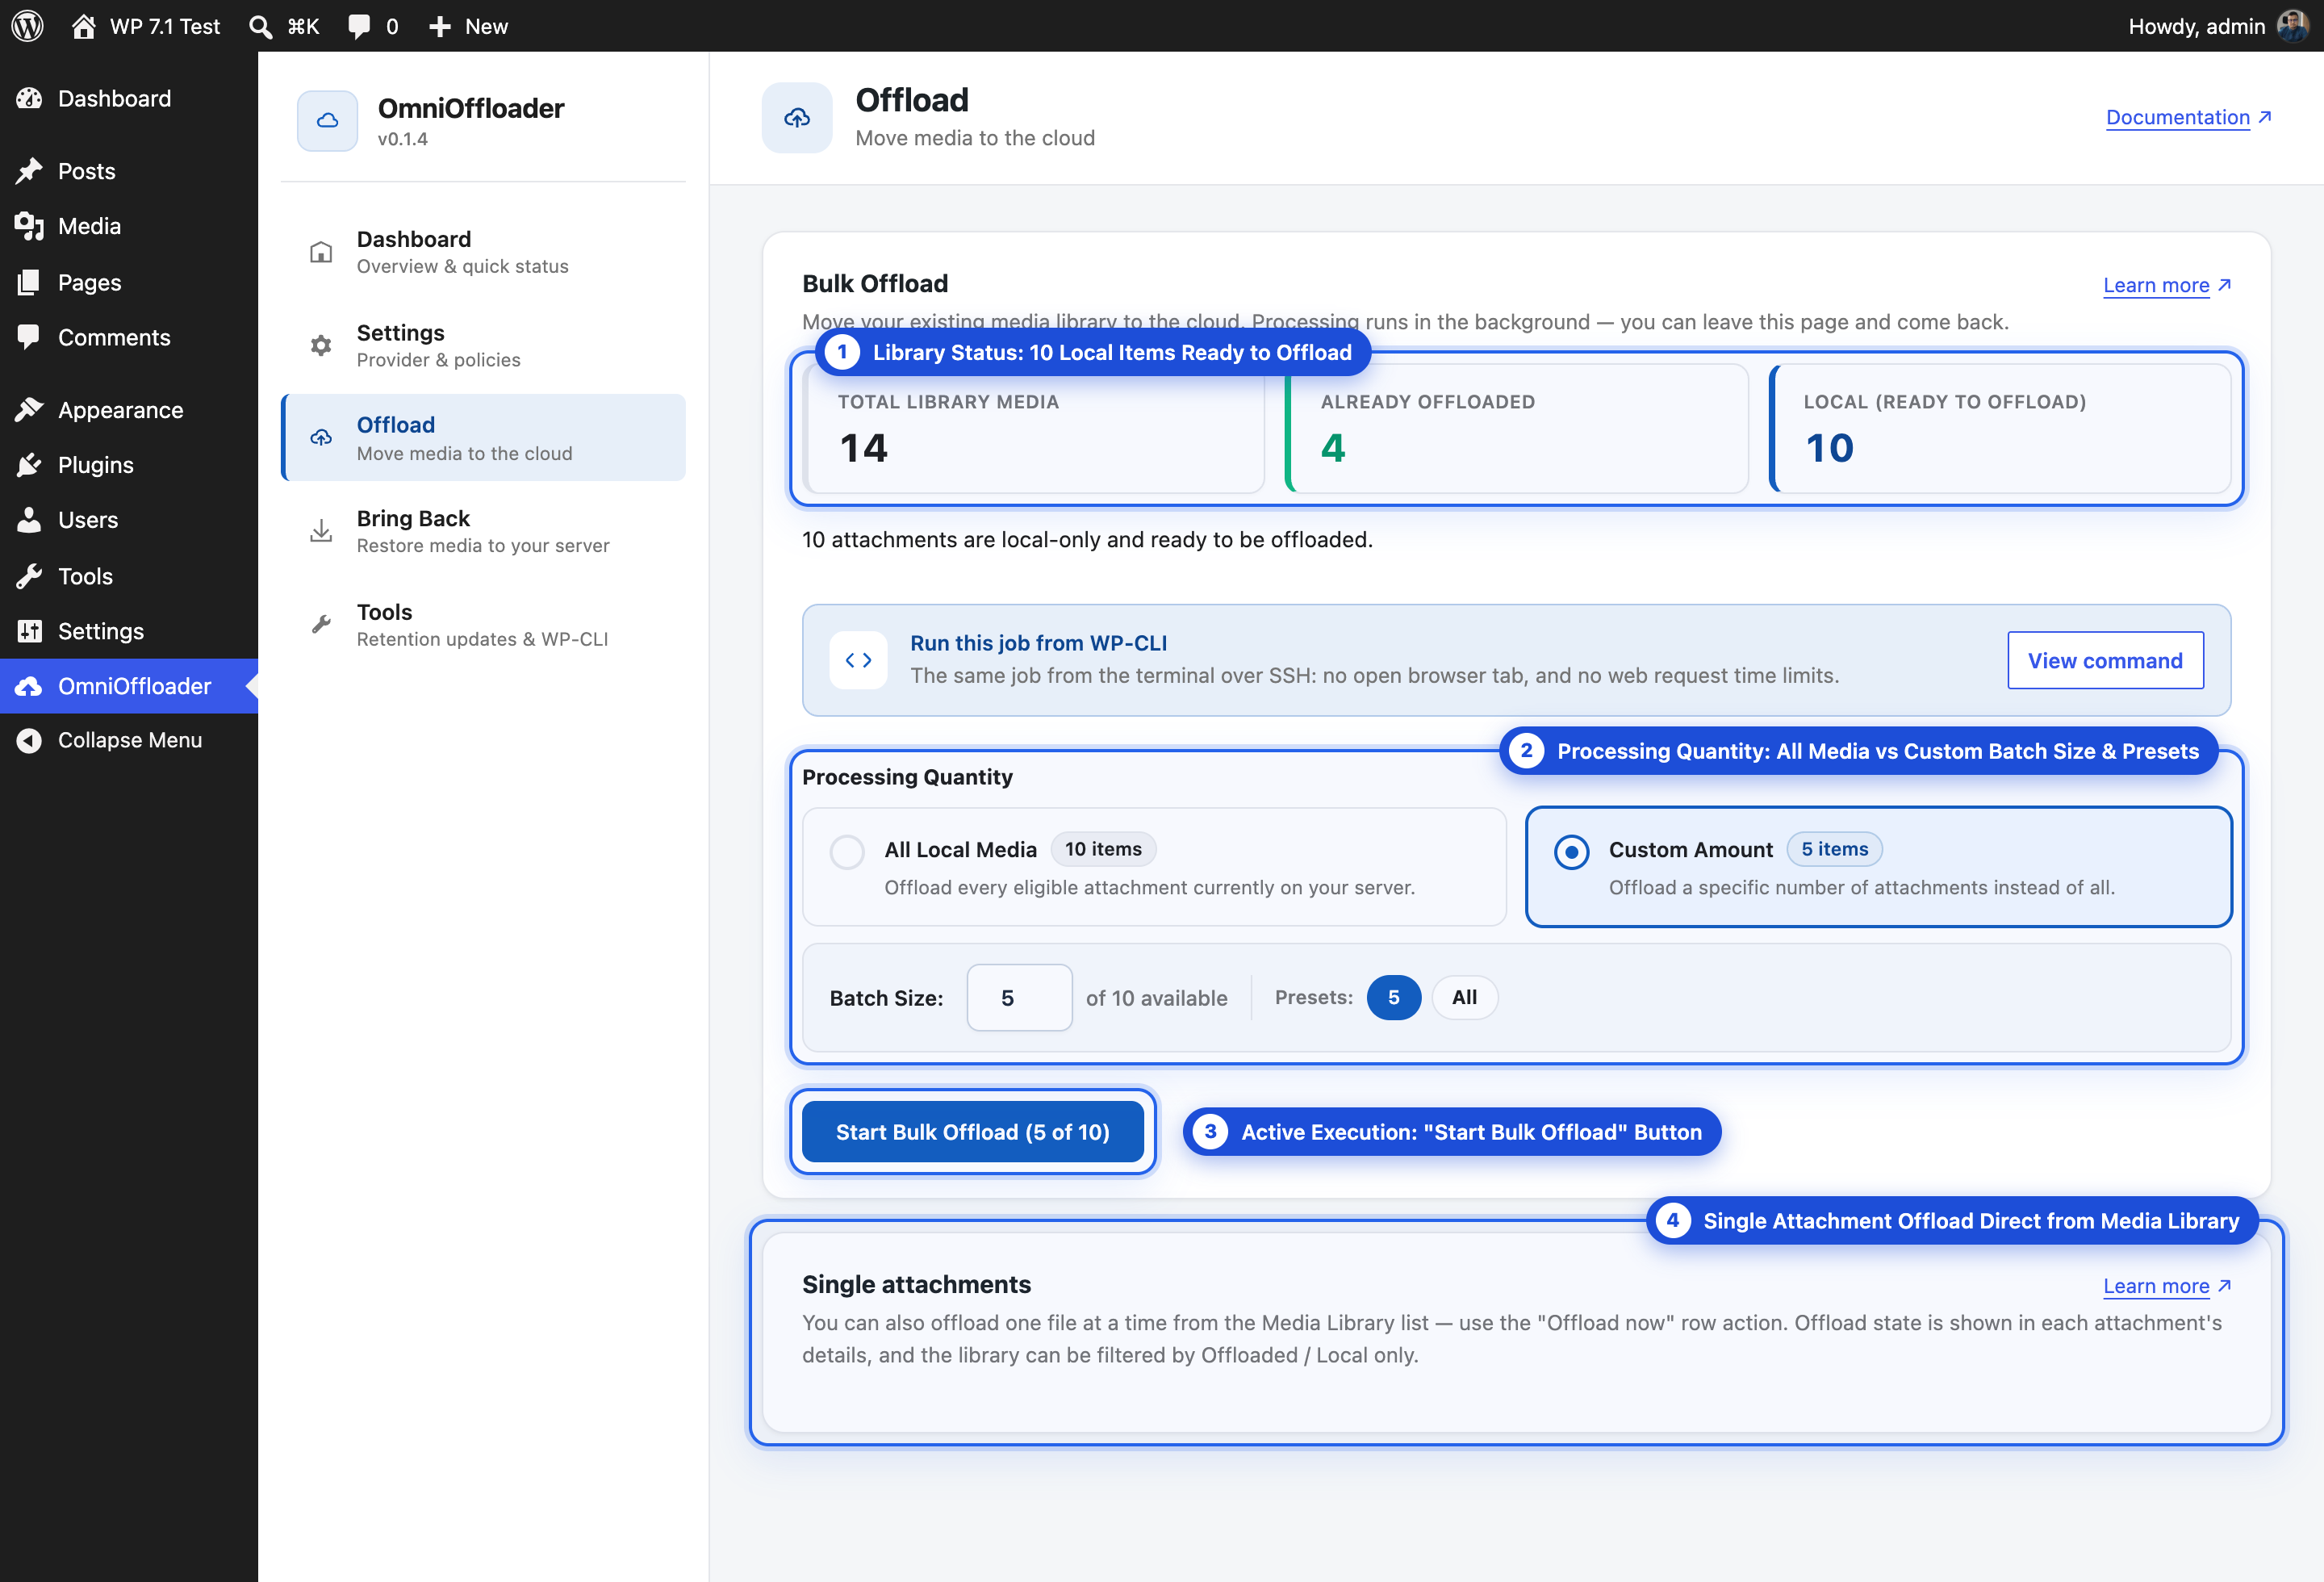 WP 7.1 Test
⌘K
0
New
Howdy, admin
Dashboard
Posts
Media
Pages
Comments
Appearance
Plugins
Users
Tools
Settings
OmniOffloader
Collapse Menu
OmniOffloader
v0.1.4
Dashboard
Overview & quick status
Settings
Provider & policies
Offload
Move media to the cloud
Bring Back
Restore media to your server
Tools
Retention updates & WP-CLI
Offload
Move media to the cloud
Documentation ↗
Bulk Offload
Learn more ↗
Move your existing media library to the cloud. Processing runs in the background — you can leave this page and come back.
1 Library Status: 10 Local Items Ready to Offload
TOTAL LIBRARY MEDIA
14
ALREADY OFFLOADED
4
LOCAL (READY TO OFFLOAD)
10
10 attachments are local-only and ready to be offloaded.
Run this job from WP-CLI
The same job from the terminal over SSH: no open browser tab, and no web request time limits.
View command
2 Processing Quantity: All Media vs Custom Batch Size & Presets
Processing Quantity
All Local Media 10 items
Offload every eligible attachment currently on your server.
Custom Amount 5 items
Offload a specific number of attachments instead of all.
Batch Size: 5 of 10 available Presets: 5 All
Start Bulk Offload (5 of 10)
3 Active Execution: "Start Bulk Offload" Button
4 Single Attachment Offload Direct from Media Library
Single attachments
Learn more ↗
You can also offload one file at a time from the Media Library list — use the "Offload now" row action. Offload state is shown in each attachment's
details, and the library can be filtered by Offloaded / Local only.